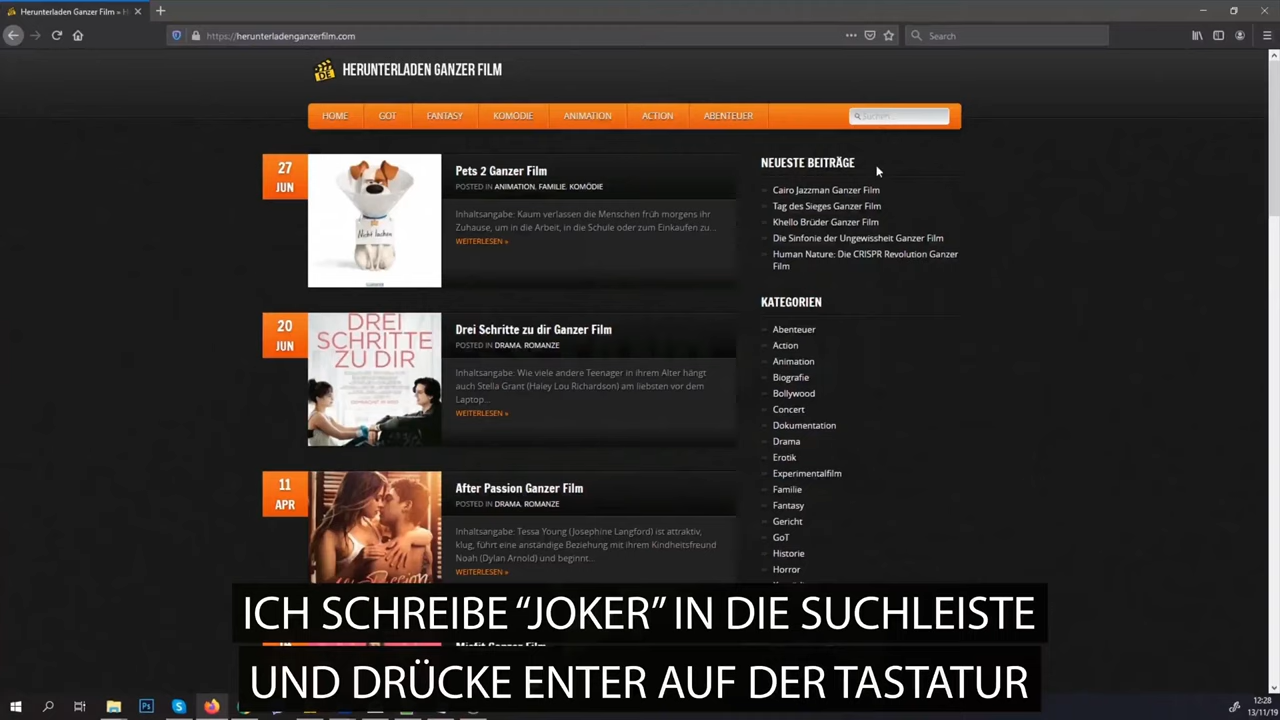 Herunterladen Ganzer Film »
https://herunterladenganzerfilm.com
Search
DE
HERUNTERLADEN GANZER FILM
HOME
GOT
FANTASY
KOMÖDIE
ANIMATION
ACTION
ABENTEUER
Suchen ...
27
JUN
Nicht lachen
Pets 2 Ganzer Film
POSTED IN ANIMATION, FAMILIE, KOMÖDIE
Inhaltsangabe: Kaum verlassen die Menschen früh morgens ihr
Zuhause, um in die Arbeit, in die Schule oder zum Einkaufen zu...
WEITERLESEN »
20
JUN
DREI
SCHRITTE
ZU DIR
Drei Schritte zu dir Ganzer Film
POSTED IN DRAMA, ROMANZE
Inhaltsangabe: Wie viele andere Teenager in ihrem Alter hängt
auch Stella Grant (Haley Lou Richardson) am liebsten vor dem
Laptop...
WEITERLESEN »
11
APR
After Passion Ganzer Film
POSTED IN DRAMA, ROMANZE
Inhaltsangabe: Tessa Young (Josephine Langford) ist attraktiv,
klug, führt eine anständige Beziehung mit ihrem Kindheitsfreund
Noah (Dylan Arnold) und beginnt...
WEITERLESEN »
Misfit Ganzer Film
NEUESTE BEITRÄGE
Cairo Jazzman Ganzer Film
Tag des Sieges Ganzer Film
Khello Brüder Ganzer Film
Die Sinfonie der Ungewissheit Ganzer Film
Human Nature: Die CRISPR Revolution Ganzer
Film
KATEGORIEN
Abenteuer
Action
Animation
Biografie
Bollywood
Concert
Dokumentation
Drama
Erotik
Experimentalfilm
Familie
Fantasy
Gericht
GoT
Historie
Horror
ICH SCHREIBE “JOKER” IN DIE SUCHLEISTE
UND DRÜCKE ENTER AUF DER TASTATUR
Ps
12:28
13/11/19